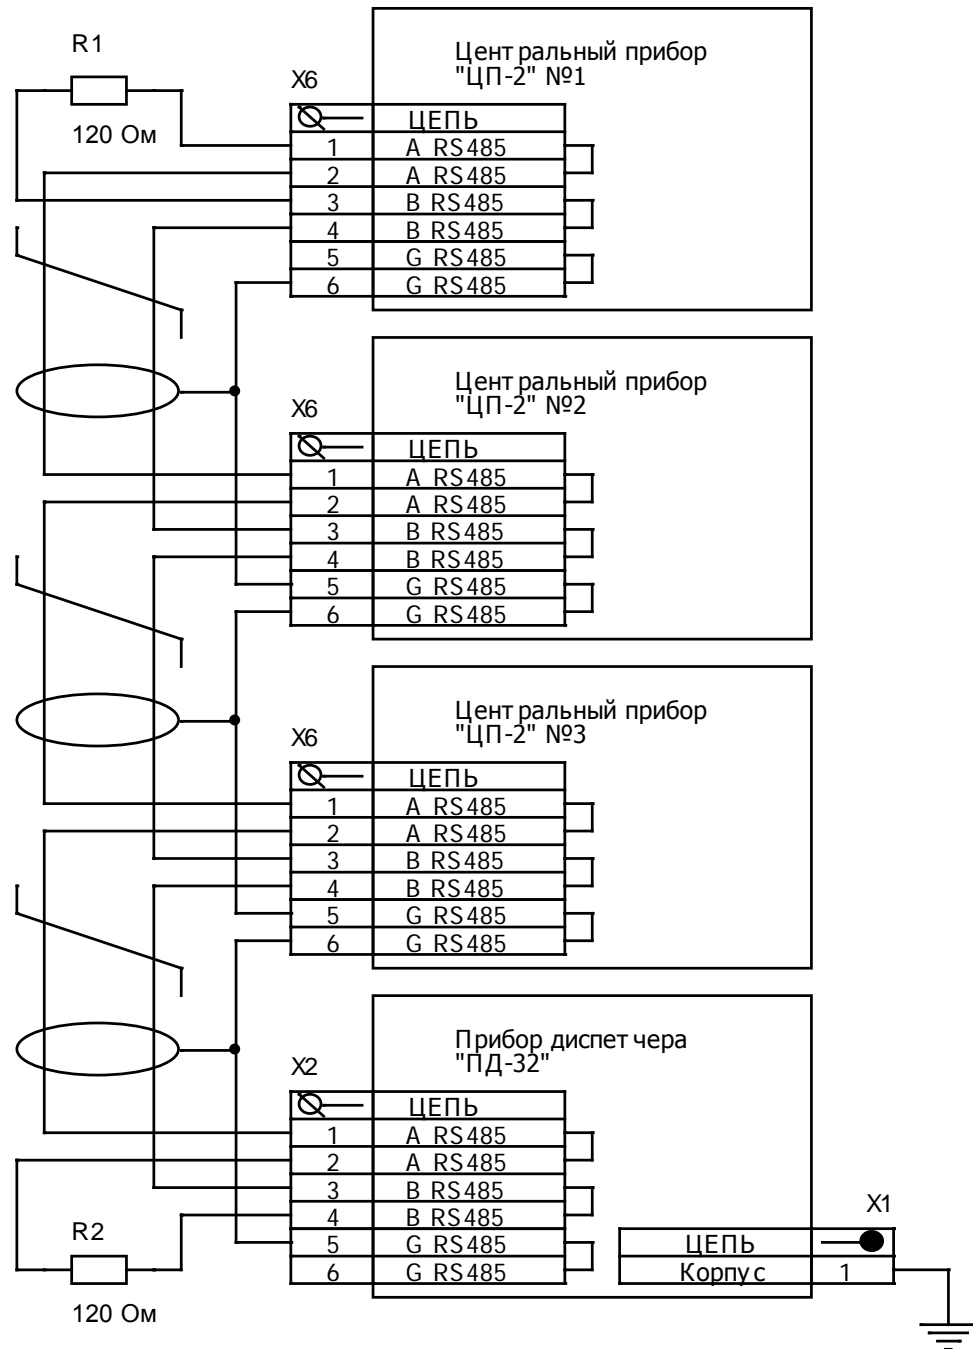 R1
120 Ом
Центральный прибор
"ЦП-2" №1
X6
ЦЕПЬ
1 A RS485
2 A RS485
3 B RS485
4 B RS485
5 G RS485
6 G RS485
Центральный прибор
"ЦП-2" №2
X6
ЦЕПЬ
1 A RS485
2 A RS485
3 B RS485
4 B RS485
5 G RS485
6 G RS485
Центральный прибор
"ЦП-2" №3
X6
ЦЕПЬ
1 A RS485
2 A RS485
3 B RS485
4 B RS485
5 G RS485
6 G RS485
Прибор диспетчера
"ПД-32"
X2
ЦЕПЬ
1 A RS485
2 A RS485
3 B RS485
4 B RS485
5 G RS485
6 G RS485
R2
120 Ом
X1
ЦЕПЬ
Корпус 1